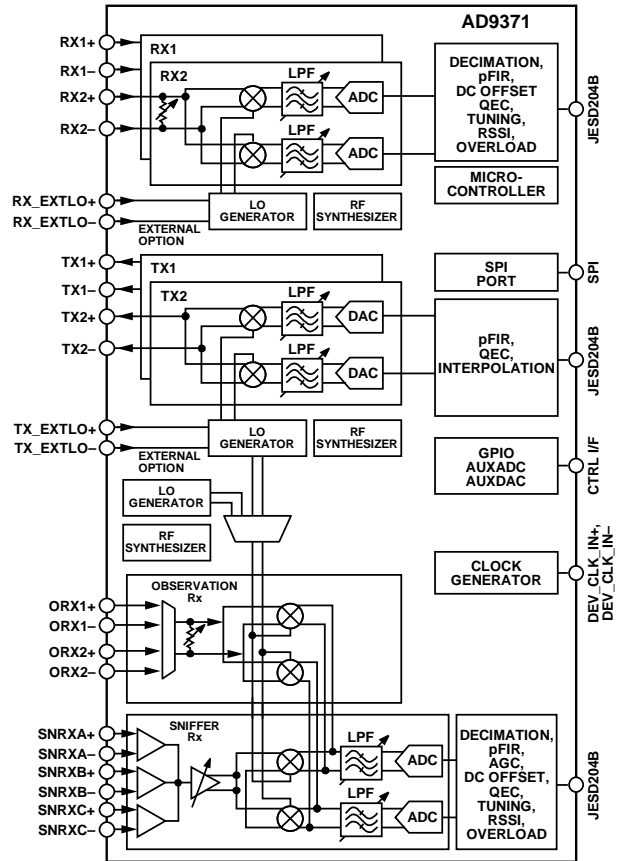 AD9371
RX1+
RX1–
RX2+
RX2–
RX1
RX2
LPF
ADC
LPF
ADC
DECIMATION,
pFIR,
DC OFFSET
QEC,
TUNING,
RSSI,
OVERLOAD
JESD204B
MICRO-
CONTROLLER
RX_EXTLO+
RX_EXTLO–
EXTERNAL
OPTION
LO
GENERATOR
RF
SYNTHESIZER
TX1+
TX1–
TX2+
TX2–
TX1
TX2
LPF
DAC
LPF
DAC
SPI
PORT
SPI
pFIR,
QEC,
INTERPOLATION
JESD204B
TX_EXTLO+
TX_EXTLO–
EXTERNAL
OPTION
LO
GENERATOR
RF
SYNTHESIZER
GPIO
AUXADC
AUXDAC
CTRL I/F
LO
GENERATOR
RF
SYNTHESIZER
CLOCK
GENERATOR
DEV_CLK_IN+,
DEV_CLK_IN–
OBSERVATION
Rx
ORX1+
ORX1–
ORX2+
ORX2–
SNIFFER
Rx
SNRXA+
SNRXA–
SNRXB+
SNRXB–
SNRXC+
SNRXC–
LPF
ADC
LPF
ADC
DECIMATION,
pFIR,
AGC,
DC OFFSET,
QEC,
TUNING,
RSSI,
OVERLOAD
JESD204B